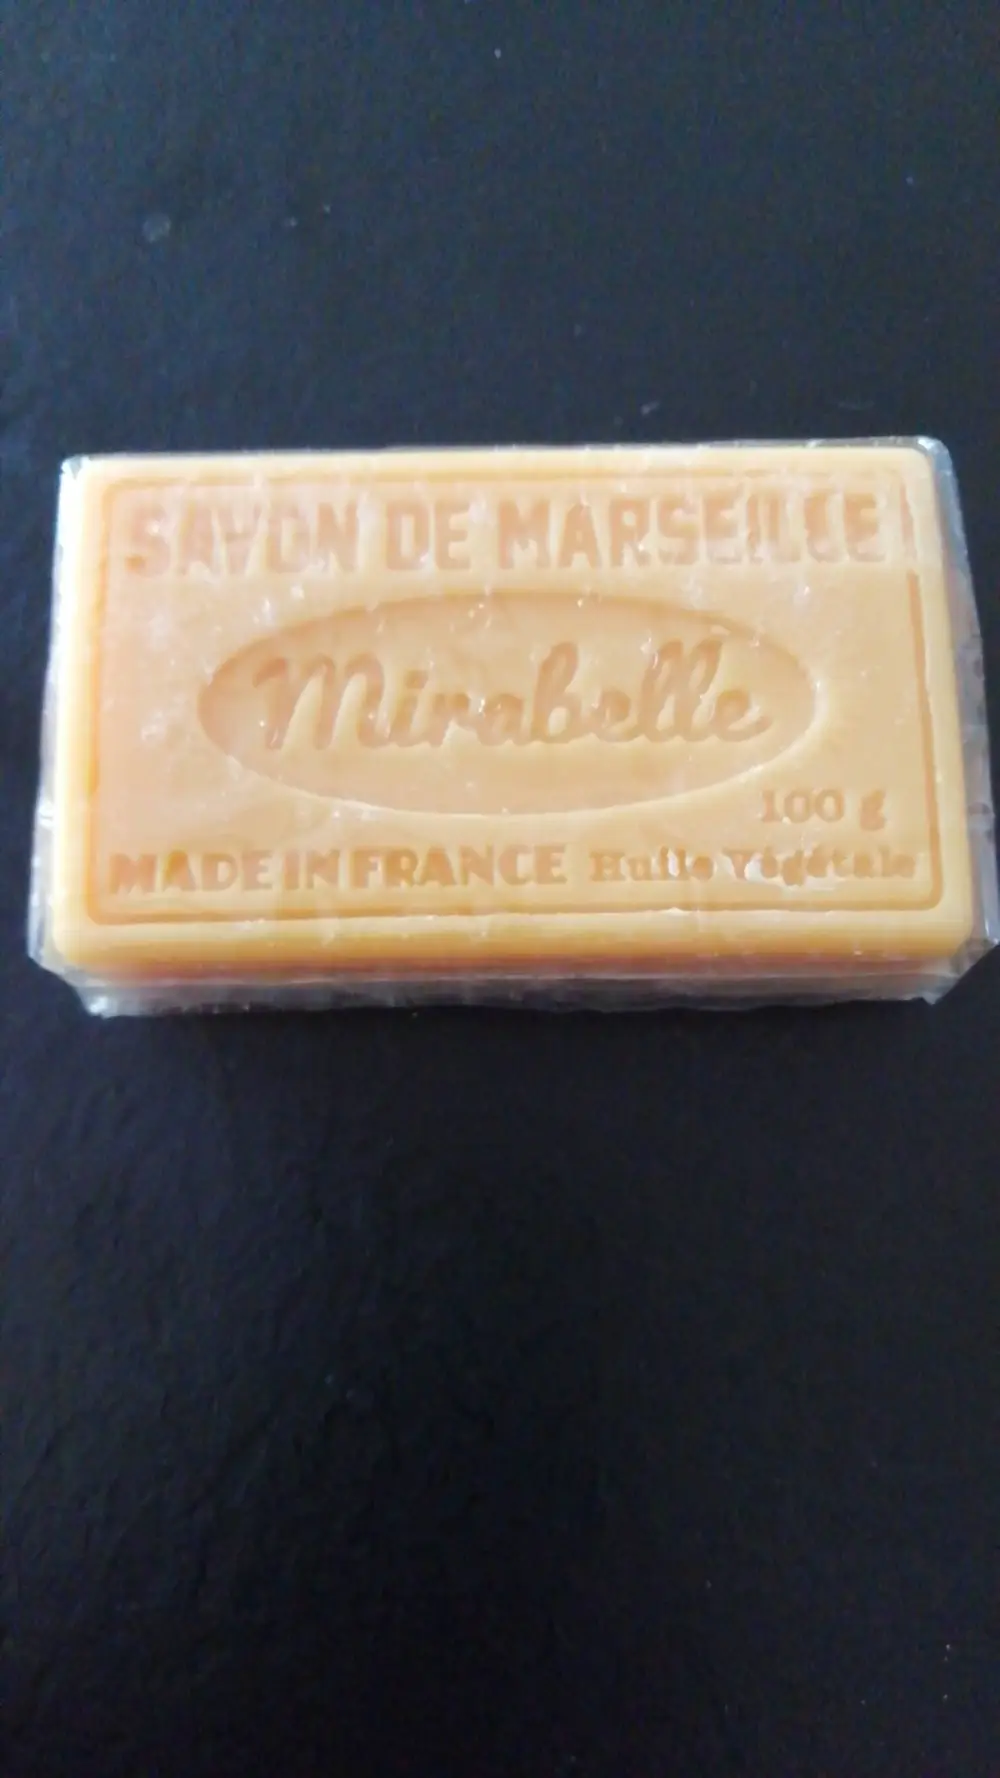 SAVON DE MARSEILLE
Mirabelle
100 g
MADE IN FRANCE Huile Végétale